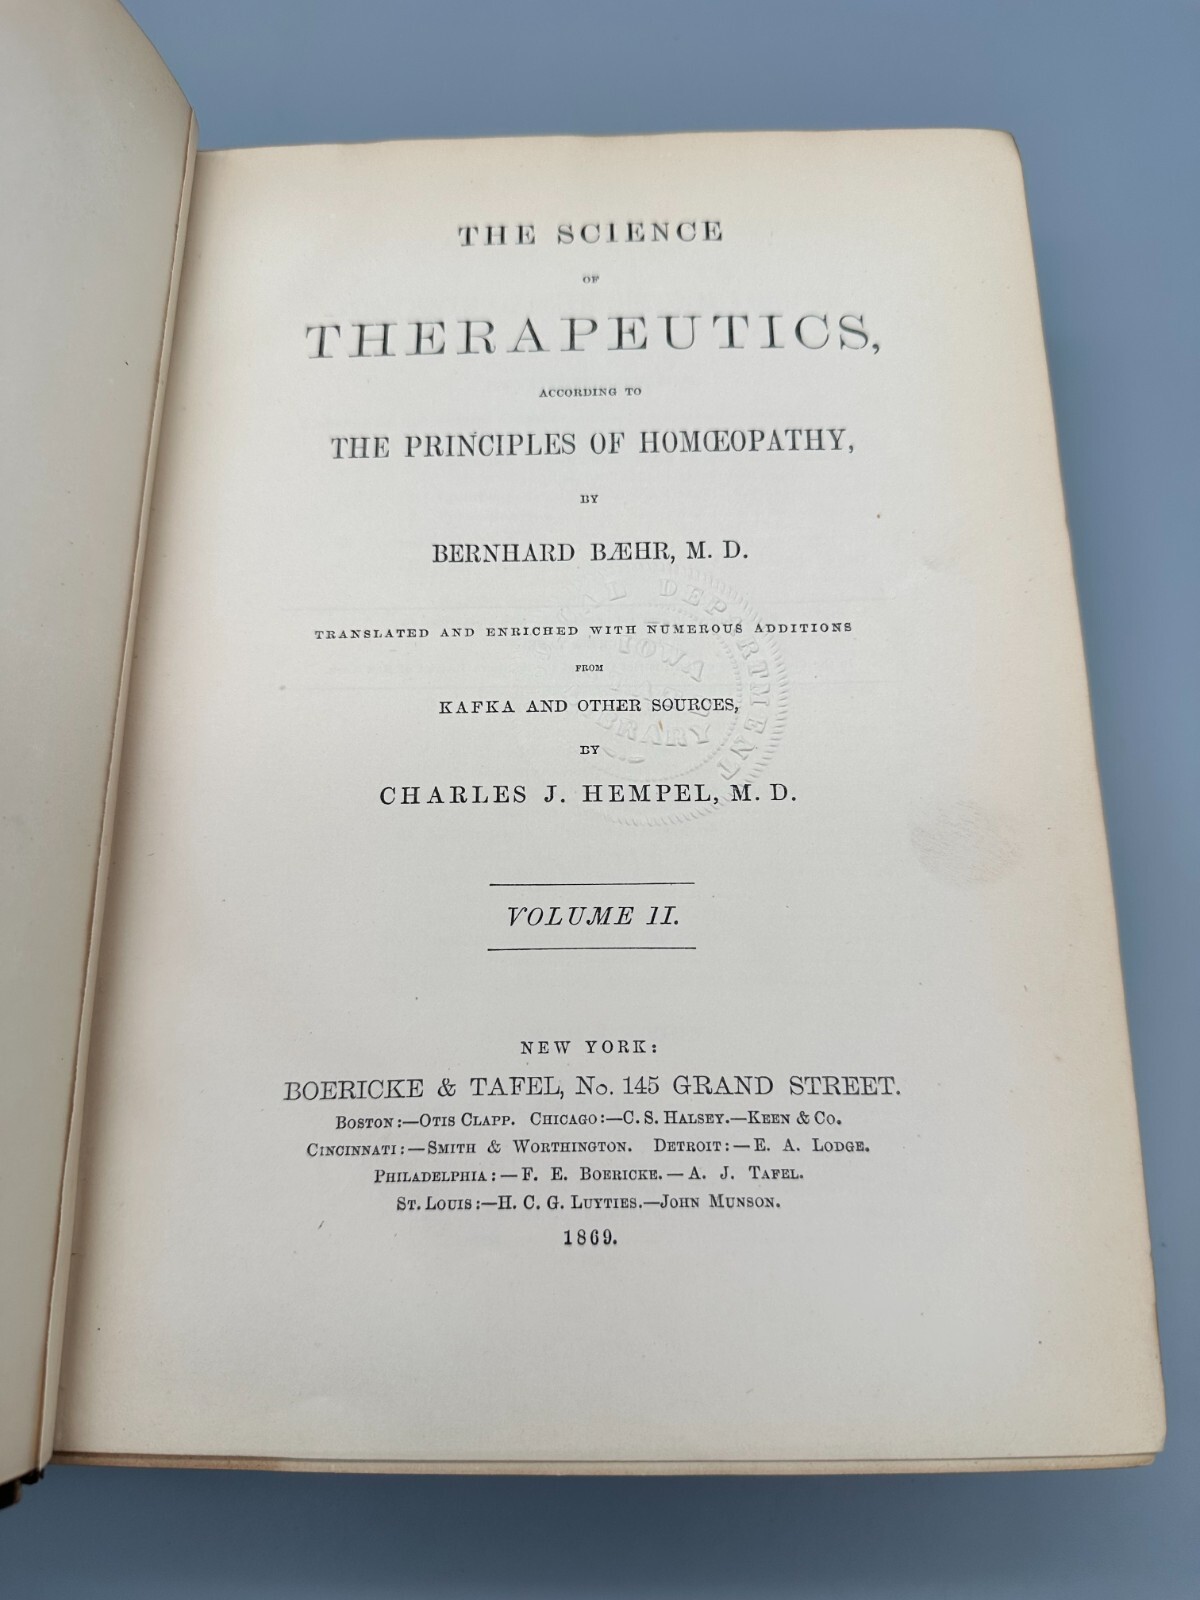 THE SCIENCE
OF
THERAPEUTICS,
ACCORDING TO
THE PRINCIPLES OF HOMŒOPATHY,
BY
BERNHARD BÆHR, M. D.
TRANSLATED AND ENRICHED WITH NUMEROUS ADDITIONS
FROM
KAFKA AND OTHER SOURCES,
BY
CHARLES J. HEMPEL, M. D.
DEPARTMENT
IOWA
LIBRARY
VOLUME II.
NEW YORK:
BOERICKE & TAFEL, No. 145 GRAND STREET.
BOSTON:—OTIS CLAPP. CHICAGO:—C. S. HALSEY.—KEEN & CO.
CINCINNATI:—SMITH & WORTHINGTON. DETROIT:—E. A. LODGE.
PHILADELPHIA:—F. E. BOERICKE.—A. J. TAFEL.
ST. LOUIS:—H. C. G. LUYTIES.—JOHN MUNSON.
1869.